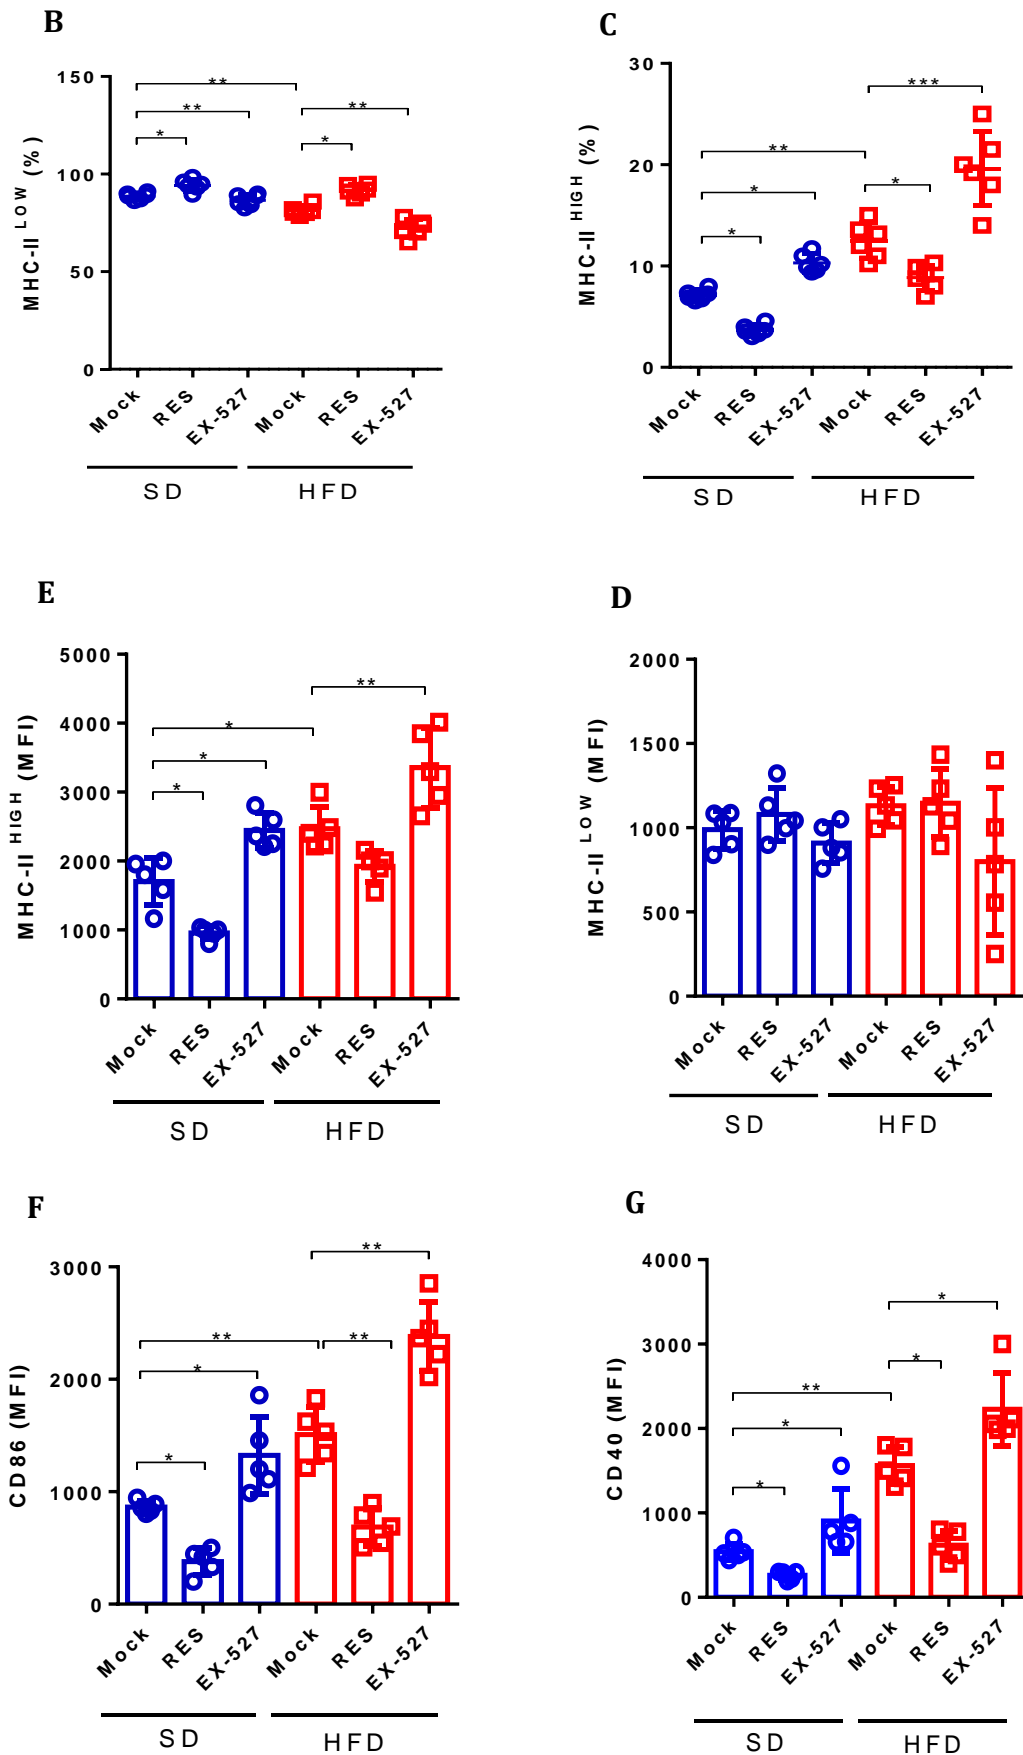 B
MHC-II LOW (%)
150
100
50
0
**
**
*
**
*
Mock
RES
EX-527
Mock
RES
EX-527
SD
HFD
C
MHC-II HIGH (%)
30
20
10
0
***
**
*
*
*
Mock
RES
EX-527
Mock
RES
EX-527
SD
HFD
E
MHC-II HIGH (MFI)
5000
4000
3000
2000
1000
0
**
*
*
*
Mock
RES
EX-527
Mock
RES
EX-527
SD
HFD
D
MHC-II LOW (MFI)
2000
1500
1000
500
0
Mock
RES
EX-527
Mock
RES
EX-527
SD
HFD
F
CD86 (MFI)
3000
2000
1000
0
**
**
**
*
*
Mock
RES
EX-527
Mock
RES
EX-527
SD
HFD
G
CD40 (MFI)
4000
3000
2000
1000
0
*
*
**
*
*
Mock
RES
EX-527
Mock
RES
EX-527
SD
HFD